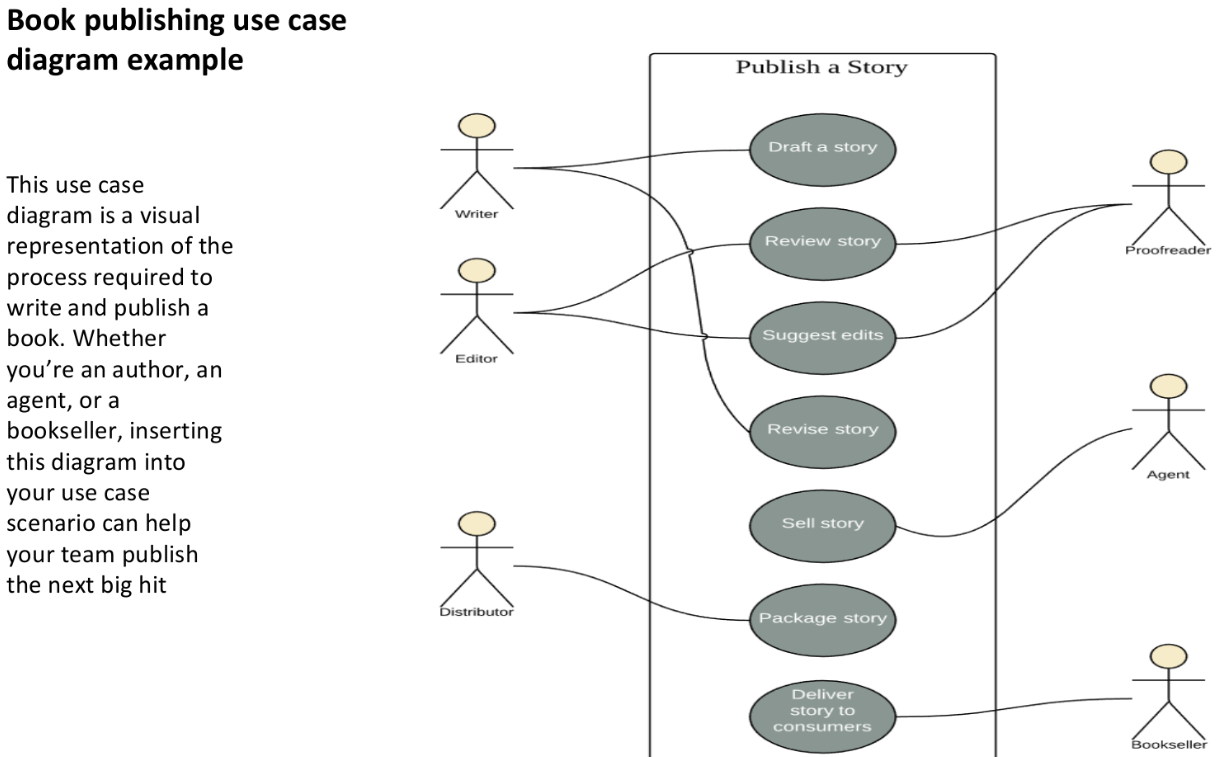 Book publishing use case
diagram example
This use case
diagram is a visual
representation of the
process required to
write and publish a
book. Whether
you’re an author, an
agent, or a
bookseller, inserting
this diagram into
your use case
scenario can help
your team publish
the next big hit
Publish a Story
Writer
Editor
Distributor
Draft a story
Review story
Suggest edits
Revise story
Sell story
Package story
Deliver
story to
consumers
Proofreader
Agent
Bookseller